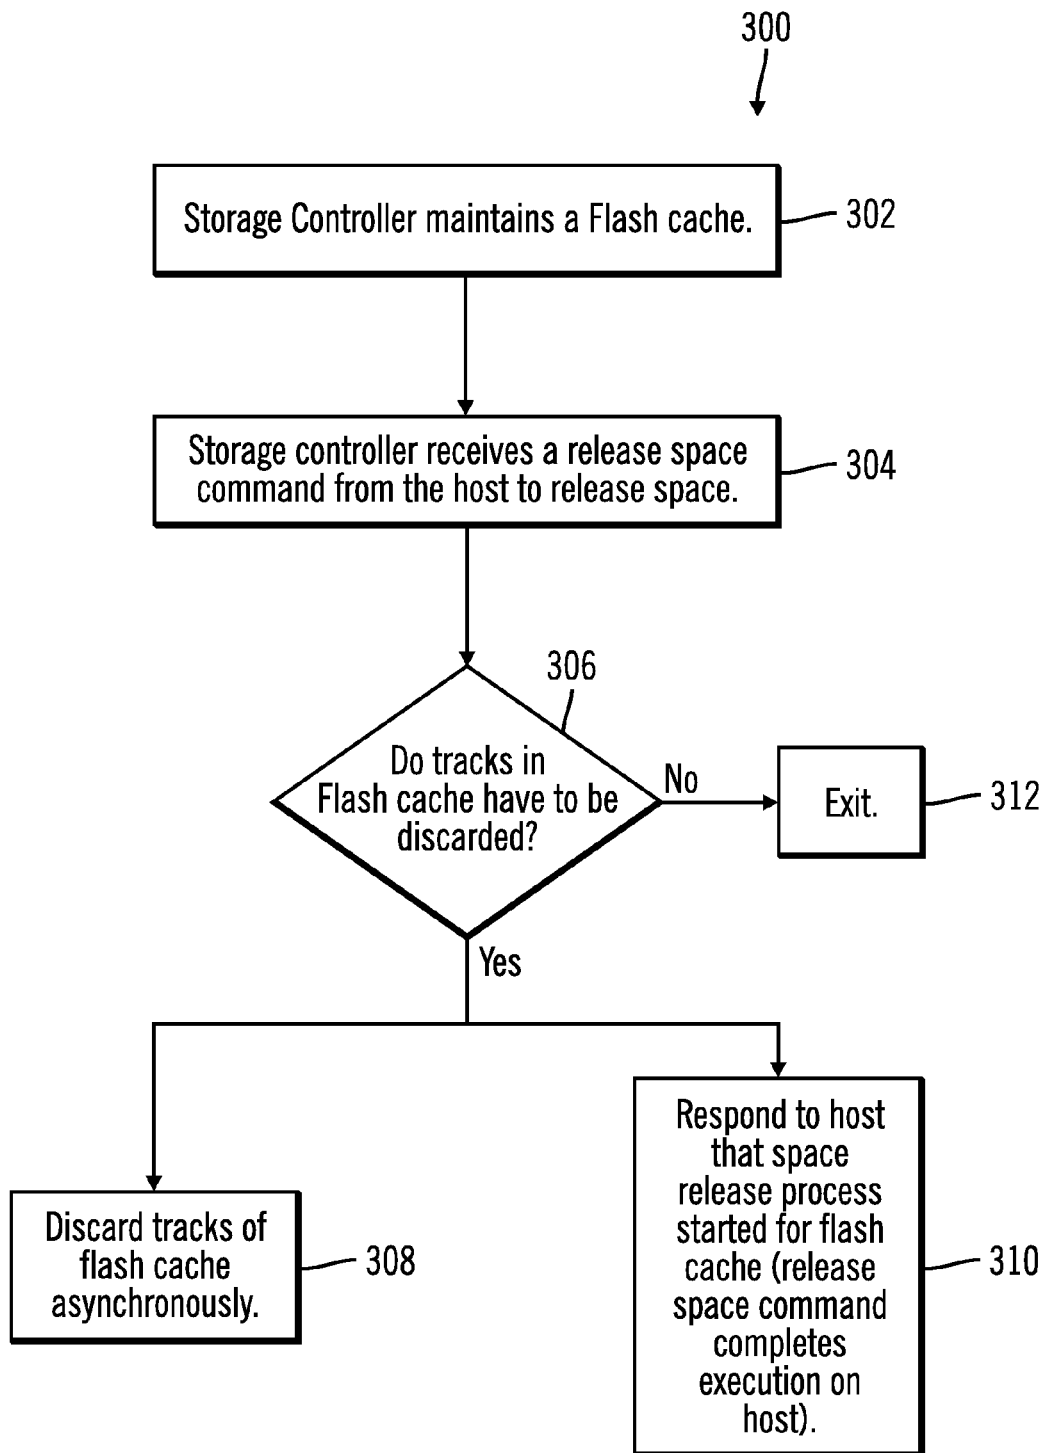 300
Storage Controller maintains a Flash cache.
302
Storage controller receives a release space
command from the host to release space.
304
306
Do tracks in
Flash cache have to be
discarded?
No
Exit.
312
Yes
Discard tracks of
flash cache
asynchronously.
308
Respond to host
that space
release process
started for flash
cache (release
space command
completes
execution on
host).
310